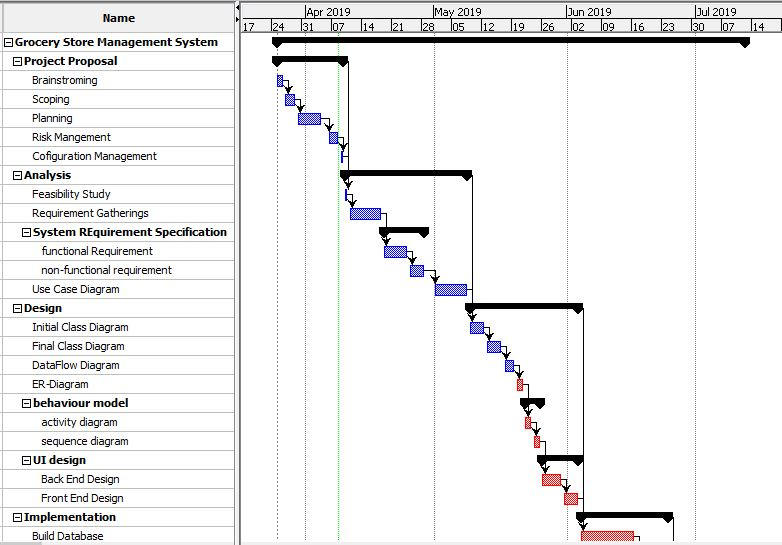 Name
Apr 2019 May 2019 Jun 2019 Jul 2019
17 24 31 07 14 21 28 05 12 19 26 02 09 16 23 30 07 14
Grocery Store Management System
Project Proposal
Brainstroming
Scoping
Planning
Risk Mangement
Cofiguration Management
Analysis
Feasibility Study
Requirement Gatherings
System REquirement Specification
functional Requirement
non-functional requirement
Use Case Diagram
Design
Initial Class Diagram
Final Class Diagram
DataFlow Diagram
ER-Diagram
behaviour model
activity diagram
sequence diagram
UI design
Back End Design
Front End Design
Implementation
Build Database